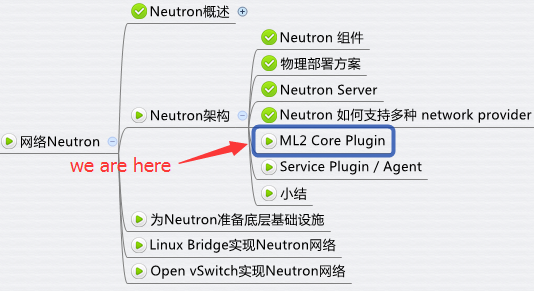 Neutron概述
Neutron 组件
物理部署方案
Neutron Server
Neutron架构
Neutron 如何支持多种 network provider
网络Neutron
we are here
ML2 Core Plugin
Service Plugin / Agent
小结
为Neutron准备底层基础设施
Linux Bridge实现Neutron网络
Open vSwitch实现Neutron网络